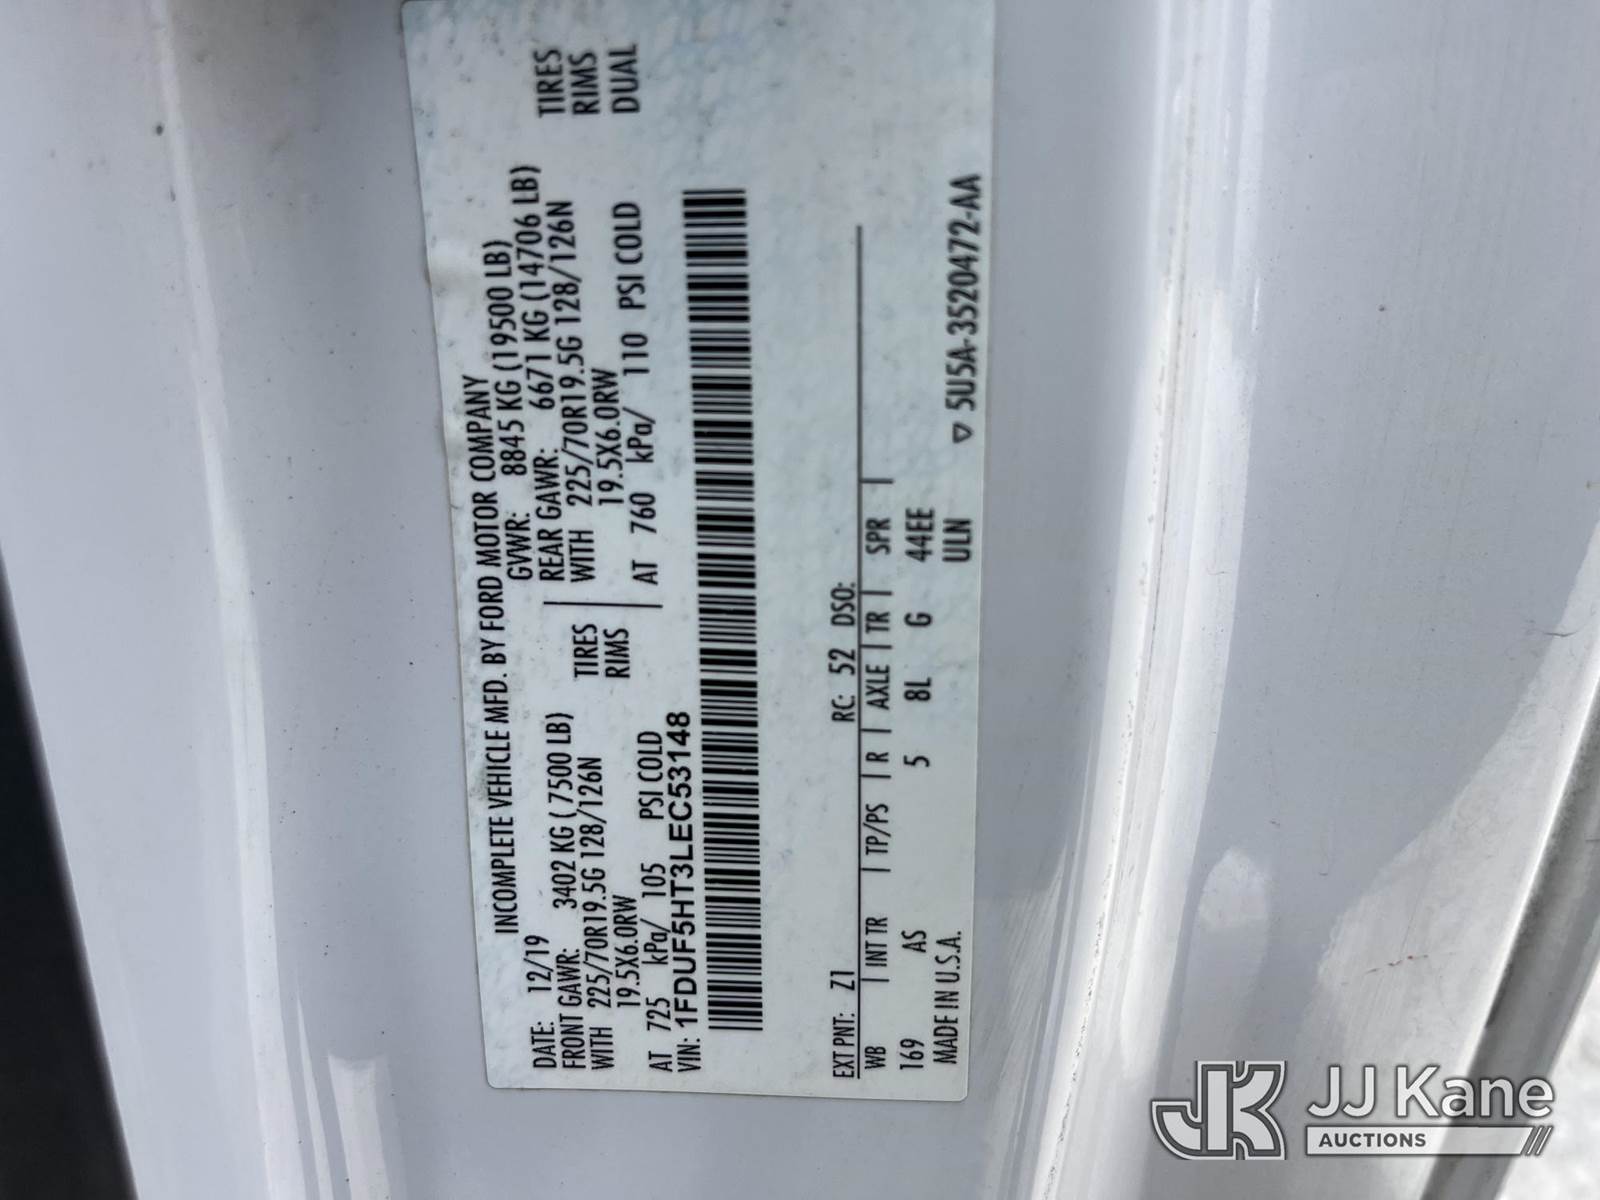 INCOMPLETE VEHICLE MFD. BY FORD MOTOR COMPANY
DATE: 12/19 GVWR: 8845 KG (19500 LB)
FRONT GAWR: 3402 KG ( 7500 LB) REAR GAWR: 6671 KG (14706 LB)
WITH 225/70R19.5G 128/126N TIRES WITH 225/70R19.5G 128/126N TIRES
19.5X6.0RW RIMS 19.5X6.0RW RIMS
AT 725 kPa/ 105 PSI COLD AT 760 kPa/ 110 PSI COLD DUAL
VIN: 1FDUF5HT3LEC53148
EXT PNT: Z1 RC: 52 DSO:
WB | INT TR | TP/PS | R | AXLE | TR | SPR |
169 AS 5 8L G 44EE
MADE IN U.S.A. ULN ▽ 5U5A-3520472-AA
JK JJ Kane
AUCTIONS